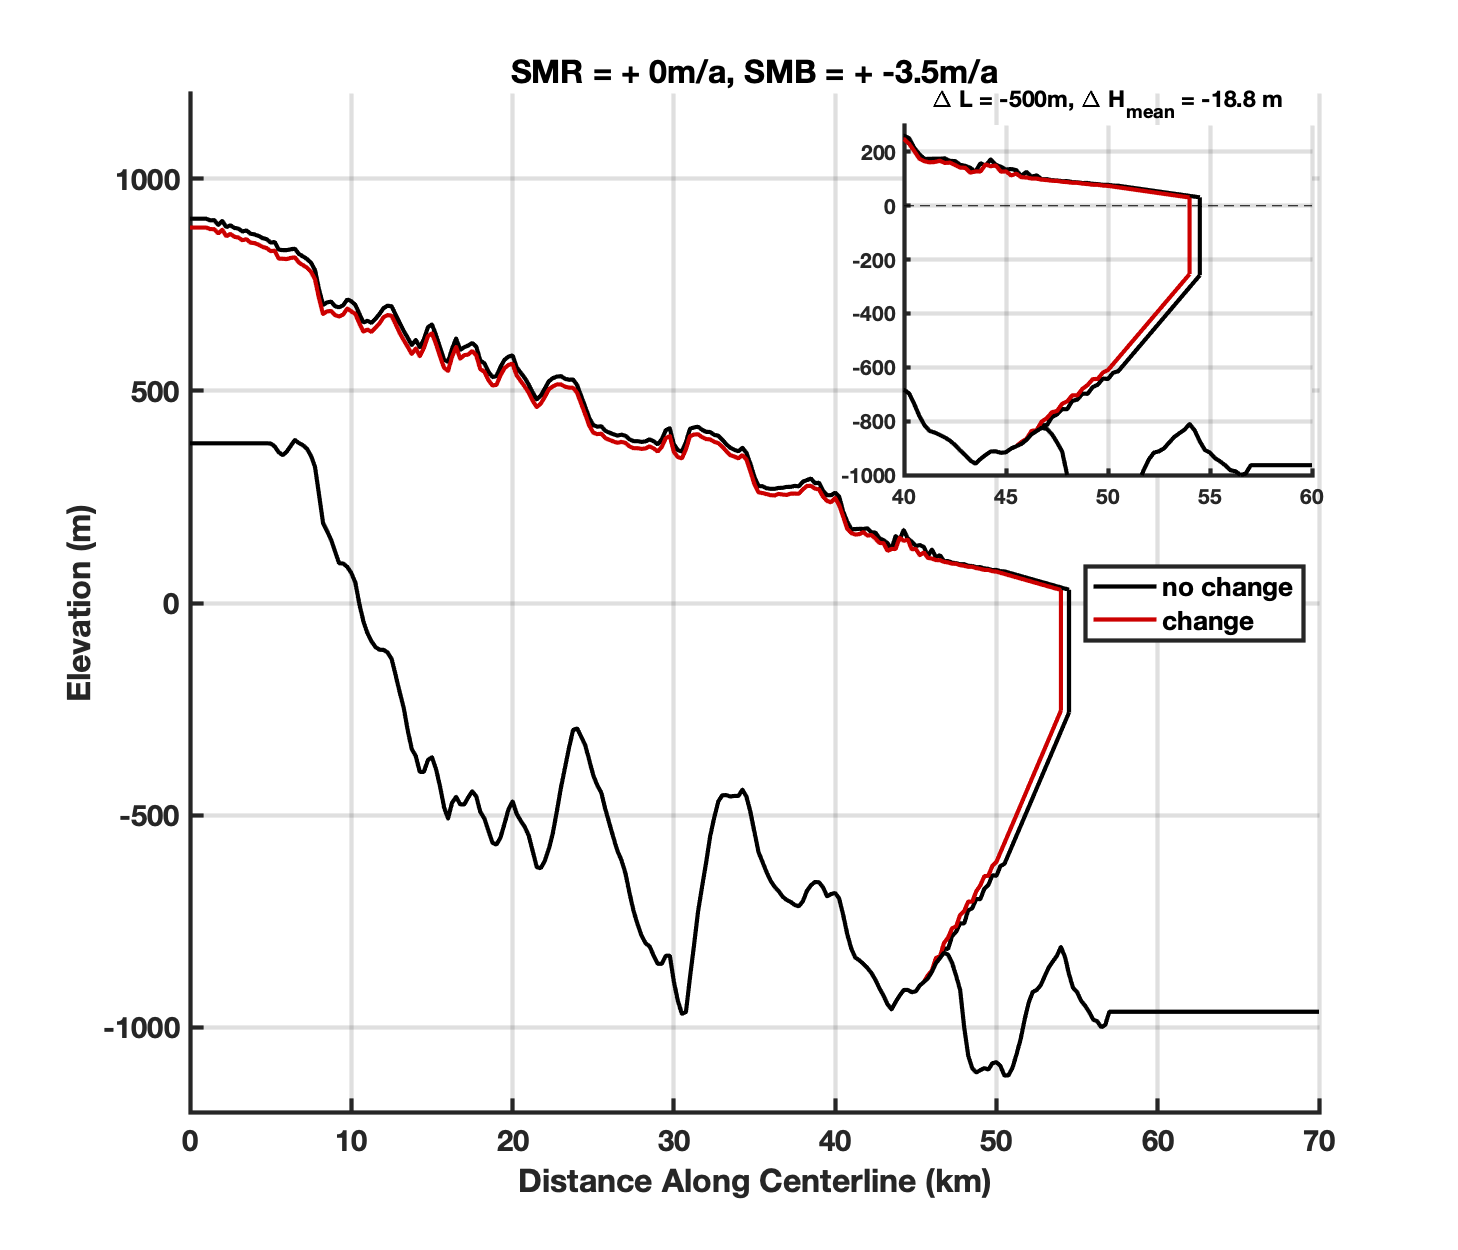 SMR = + 0m/a, SMB = + -3.5m/a
Δ L = -500m, Δ Hmean = -18.8 m
200
0
-200
-400
-600
-800
-1000
40 45 50 55 60
1000
500
0
-500
-1000
Elevation (m)
no change
change
0 10 20 30 40 50 60 70
Distance Along Centerline (km)